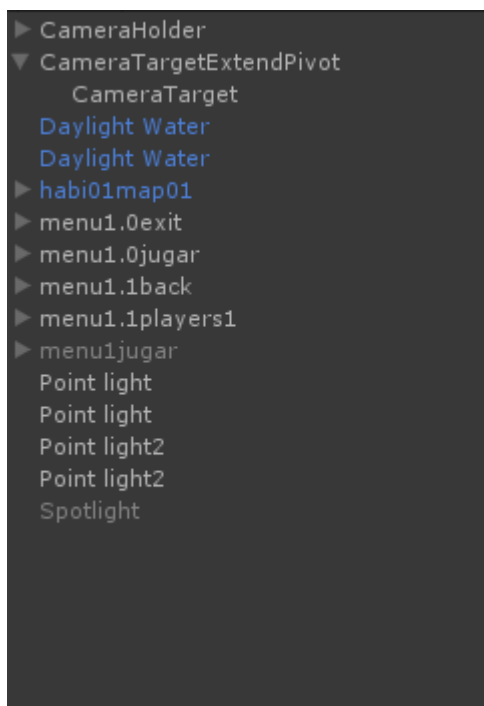 CameraHolder
CameraTargetExtendPivot
CameraTarget
Daylight Water
Daylight Water
habi01map01
menu1.0exit
menu1.0jugar
menu1.1back
menu1.1players1
menu1jugar
Point light
Point light
Point light2
Point light2
Spotlight